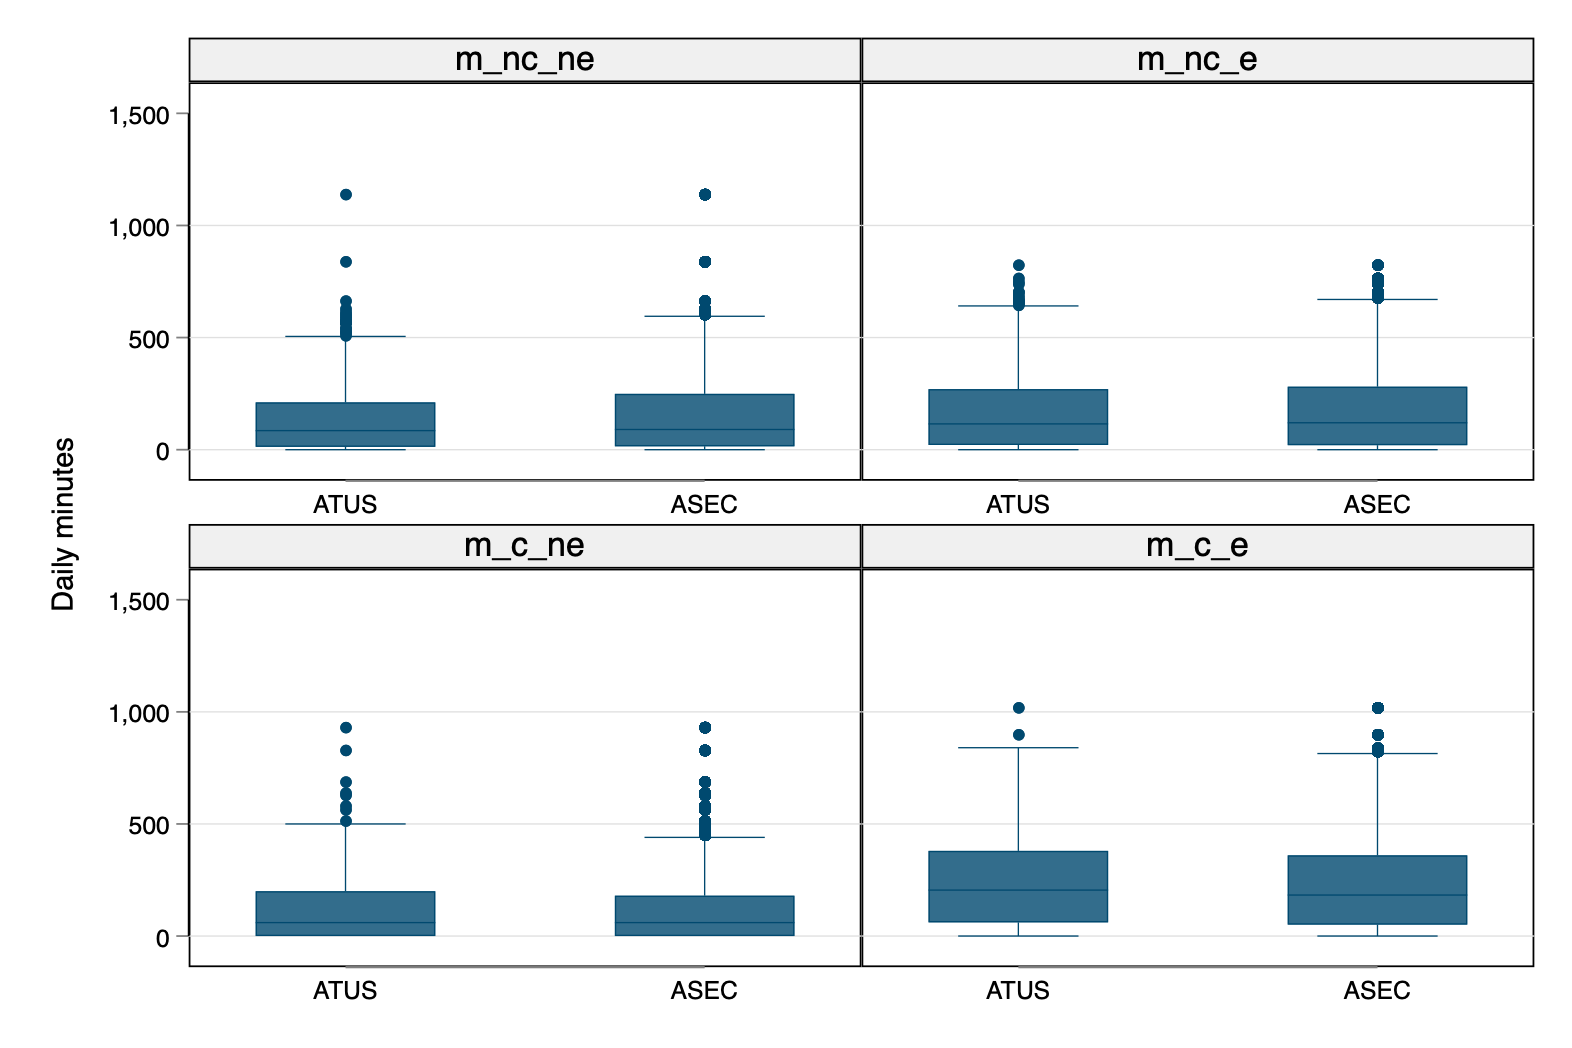 m_nc_ne
m_nc_e
1,500
1,000
500
0
ATUS
ASEC
ATUS
ASEC
Daily minutes
m_c_ne
m_c_e
1,500
1,000
500
0
ATUS
ASEC
ATUS
ASEC